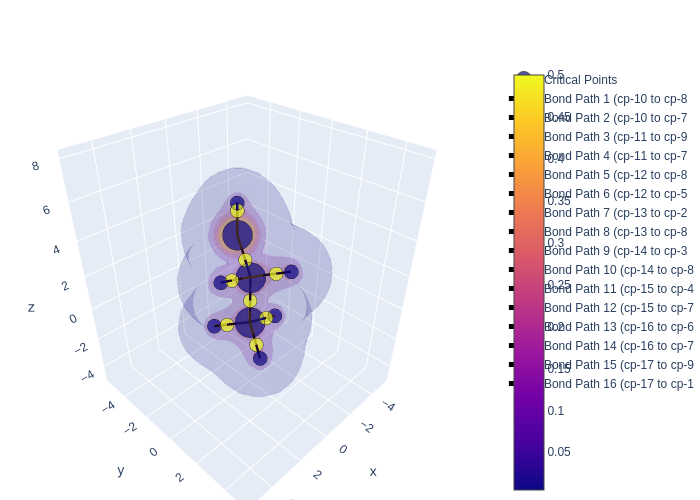 Critical Points
Bond Path 1 (cp-10 to cp-8
Bond Path 2 (cp-10 to cp-7
Bond Path 3 (cp-11 to cp-9
Bond Path 4 (cp-11 to cp-7
Bond Path 5 (cp-12 to cp-8
Bond Path 6 (cp-12 to cp-5
Bond Path 7 (cp-13 to cp-2
Bond Path 8 (cp-13 to cp-8
Bond Path 9 (cp-14 to cp-3
Bond Path 10 (cp-14 to cp-8
Bond Path 11 (cp-15 to cp-4
Bond Path 12 (cp-15 to cp-7
Bond Path 13 (cp-16 to cp-6
Bond Path 14 (cp-16 to cp-7
Bond Path 15 (cp-17 to cp-9
Bond Path 16 (cp-17 to cp-1
0.5
0.45
0.4
0.35
0.3
0.25
0.2
0.15
0.1
0.05
8
6
4
2
0
−2
−4
z
−4
−2
0
2
y
−4
−2
0
2
x